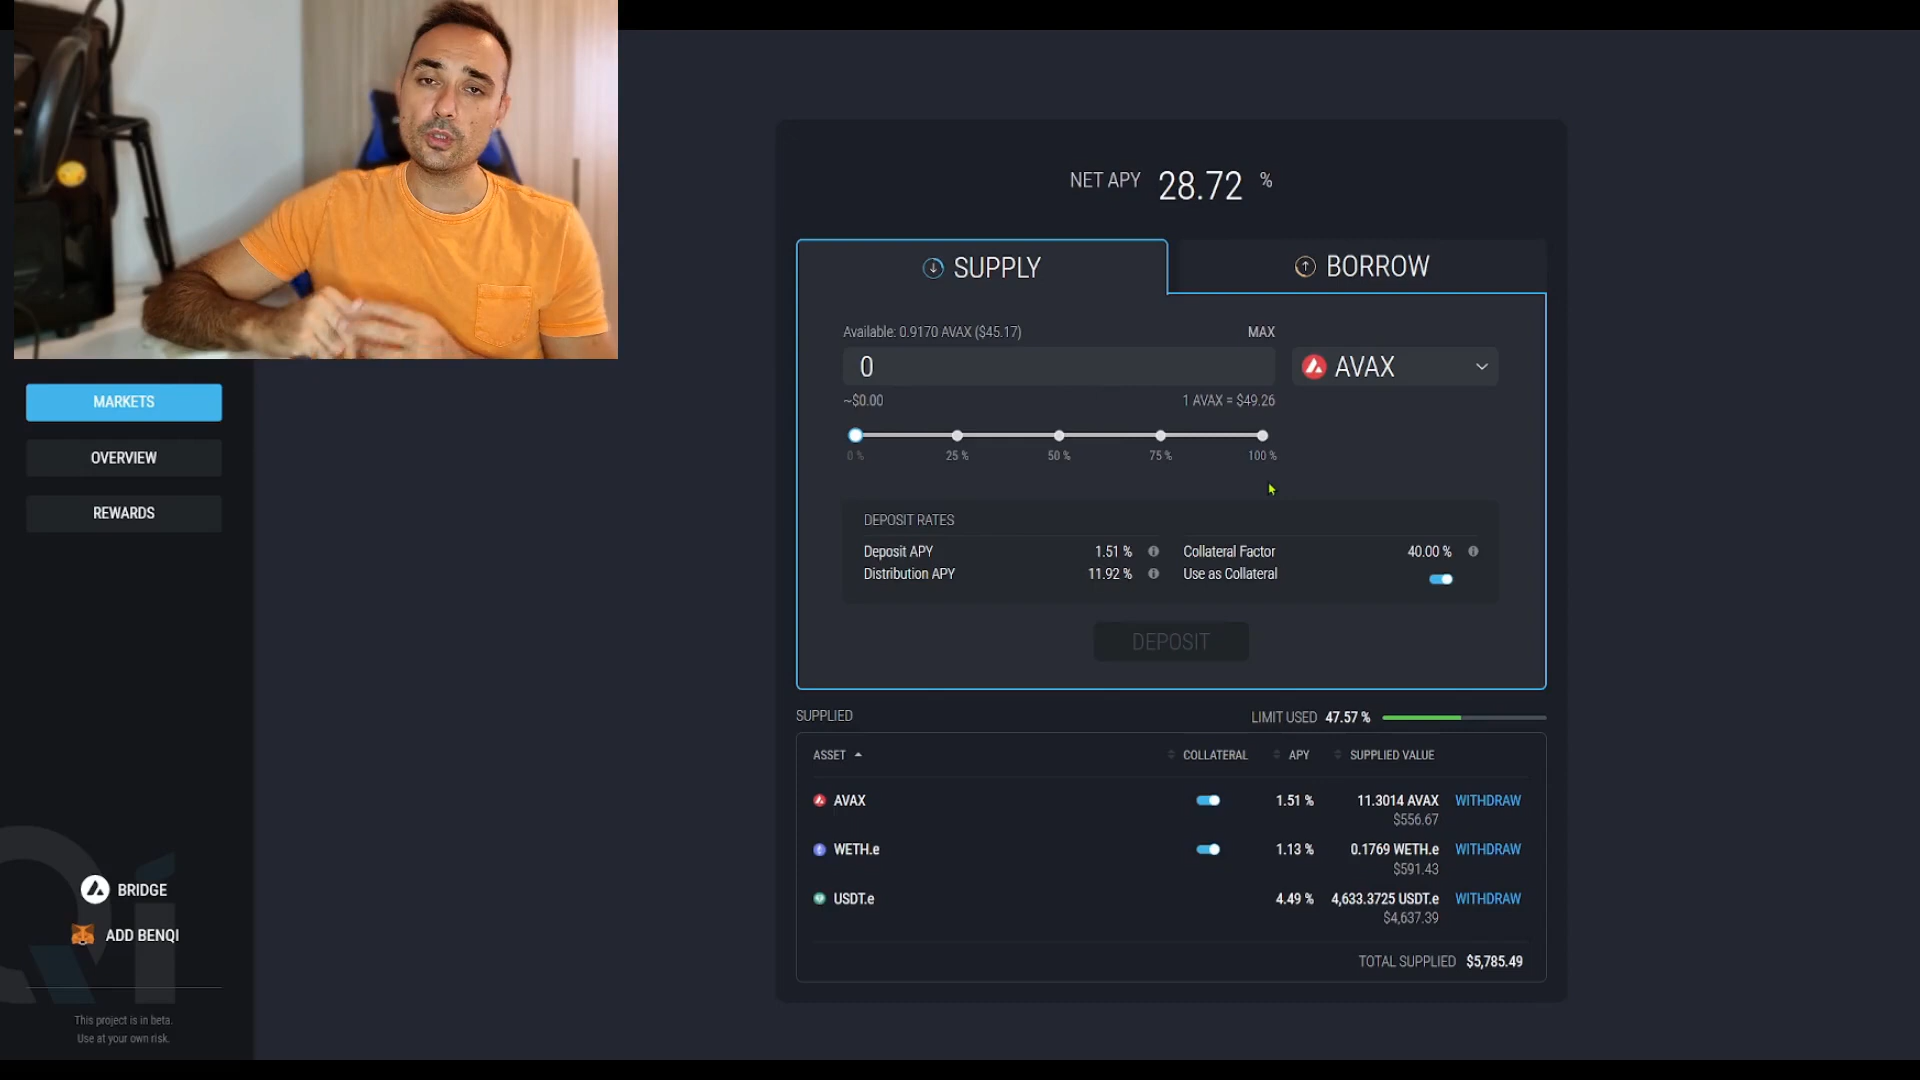 NET APY 28.72 %
SUPPLY
BORROW
Available: 0.9170 AVAX ($45.17) MAX
0 AVAX
~$0.00 1 AVAX = $49.26
0 % 25 % 50 % 75 % 100 %
DEPOSIT RATES
Deposit APY 1.51 % Collateral Factor 40.00 %
Distribution APY 11.92 % Use as Collateral
DEPOSIT
SUPPLIED LIMIT USED 47.57 %
ASSET COLLATERAL APY SUPPLIED VALUE
AVAX 1.51 % 11.3014 AVAX WITHDRAW
$556.67
WETH.e 1.13 % 0.1769 WETH.e WITHDRAW
$591.43
USDT.e 4.49 % 4,633.3725 USDT.e WITHDRAW
$4,637.39
TOTAL SUPPLIED $5,785.49
MARKETS
OVERVIEW
REWARDS
BRIDGE
ADD BENQI
This project is in beta.
Use at your own risk.